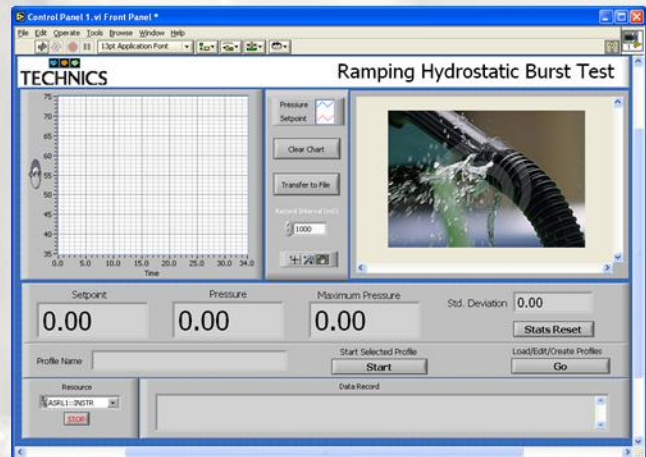 Control Panel 1.vi Front Panel *
File Edit Operate Tools Browse Window Help
13pt Application Font
TECHNICS
Ramping Hydrostatic Burst Test
75
70
65
60
55
50
45
40
35
OFF
0.0 5.0 10.0 15.0 20.0 25.0 30.0 34.0
Time
Pressure
Setpoint
Clear Chart
Transfer to File
Record Interval (mS)
1000
Setpoint Pressure Maximum Pressure
0.00 0.00 0.00
Std. Deviation 0.00
Stats Reset
Profile Name
Start Selected Profile
Start
Load/Edit/Create Profiles
Go
Resource
ASRL1::INSTR
STOP
Data Record